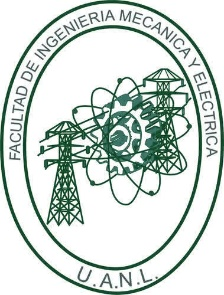 FACULTAD DE INGENIERIA MECANICA Y ELECTRICA
U.A.N.L.